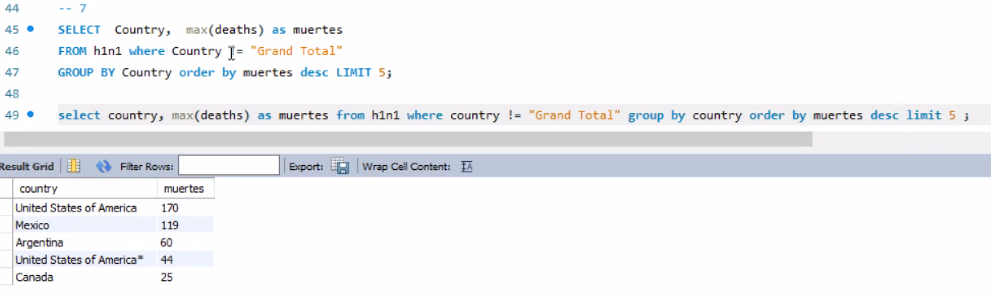 44
-- 7
45 SELECT Country, max(deaths) as muertes
46 FROM h1n1 where Country != "Grand Total"
47 GROUP BY Country order by muertes desc LIMIT 5;
48
49 select country, max(deaths) as muertes from h1n1 where country != "Grand Total" group by country order by muertes desc limit 5 ;
Result Grid Filter Rows: Export: Wrap Cell Content:
country muertes
United States of America 170
Mexico 119
Argentina 60
United States of America* 44
Canada 25